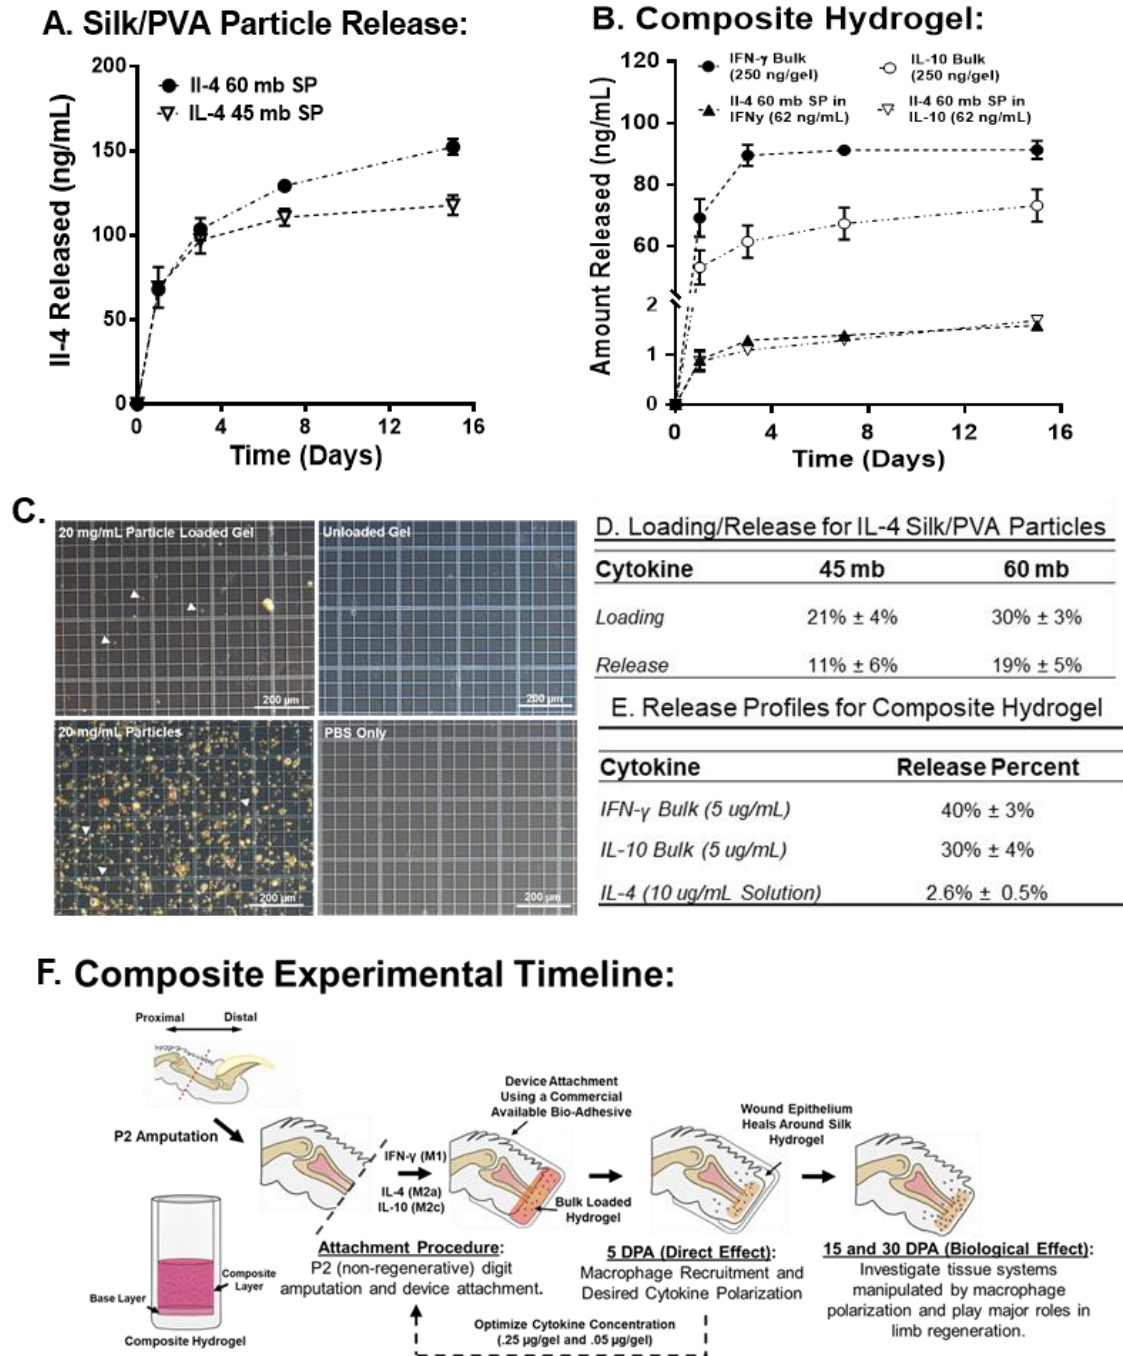 A. Silk/PVA Particle Release:
Il-4 Released (ng/mL)
200
150
100
50
0
Il-4 60 mb SP
IL-4 45 mb SP
0 4 8 12 16
Time (Days)
B. Composite Hydrogel:
Amount Released (ng/mL)
120
100
80
60
2
1
0
IFN-γ Bulk
(250 ng/gel)
IL-10 Bulk
(250 ng/gel)
Il-4 60 mb SP in
IFNy (62 ng/mL)
Il-4 60 mb SP in
IL-10 (62 ng/mL)
0 4 8 12 16
Time (Days)
C.
20 mg/mL Particle Loaded Gel
200 µm
Unloaded Gel
200 µm
20 mg/mL Particles
200 µm
PBS Only
200 µm
D. Loading/Release for IL-4 Silk/PVA Particles
Cytokine 45 mb 60 mb
Loading 21% ± 4% 30% ± 3%
Release 11% ± 6% 19% ± 5%
E. Release Profiles for Composite Hydrogel
Cytokine Release Percent
IFN-γ Bulk (5 ug/mL) 40% ± 3%
IL-10 Bulk (5 ug/mL) 30% ± 4%
IL-4 (10 ug/mL Solution) 2.6% ± 0.5%
F. Composite Experimental Timeline:
Proximal Distal
P2 Amputation
Base Layer
Composite
Layer
Composite Hydrogel
IFN-γ (M1)
IL-4 (M2a)
IL-10 (M2c)
Device Attachment
Using a Commercial
Available Bio-Adhesive
Bulk Loaded
Hydrogel
Wound Epithelium
Heals Around Silk
Hydrogel
Attachment Procedure:
P2 (non-regenerative) digit
amputation and device attachment.
5 DPA (Direct Effect):
Macrophage Recruitment and
Desired Cytokine Polarization
15 and 30 DPA (Biological Effect):
Investigate tissue systems
manipulated by macrophage
polarization and play major roles in
limb regeneration.
Optimize Cytokine Concentration
(.25 µg/gel and .05 µg/gel)